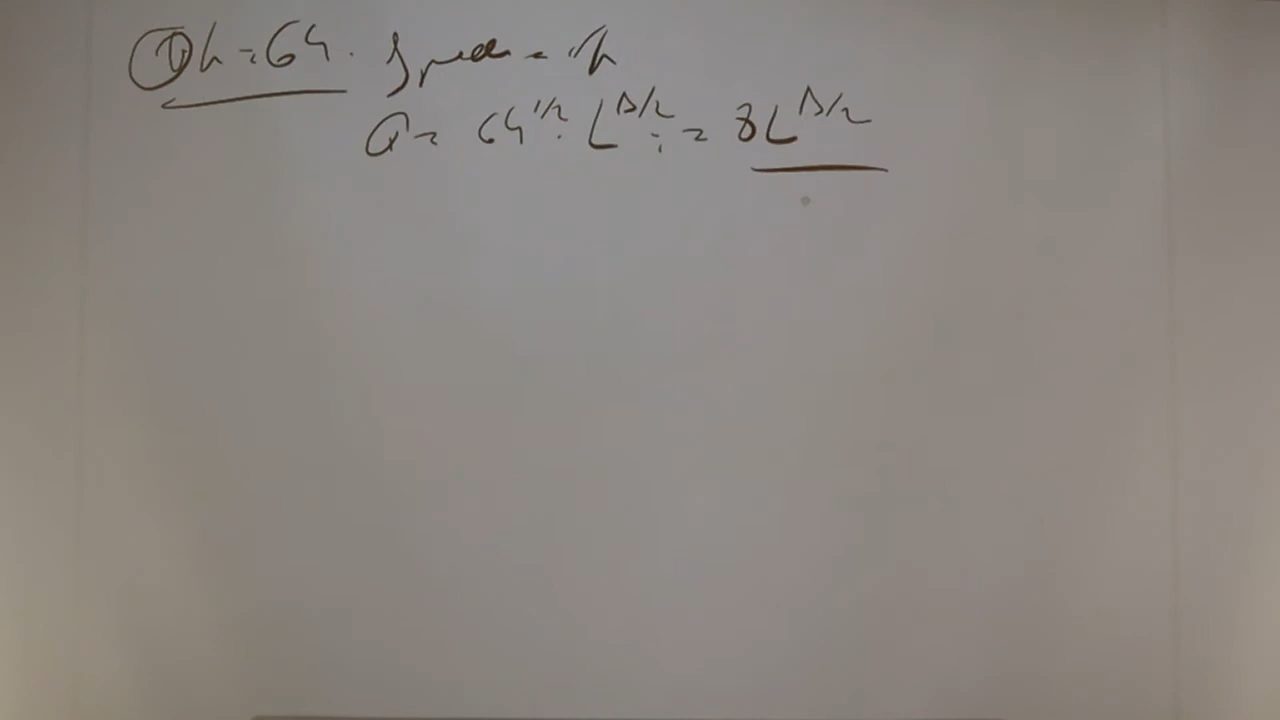 ① k = 64.
Q = 64^1/2 · L^1/2 = 8L^1/2